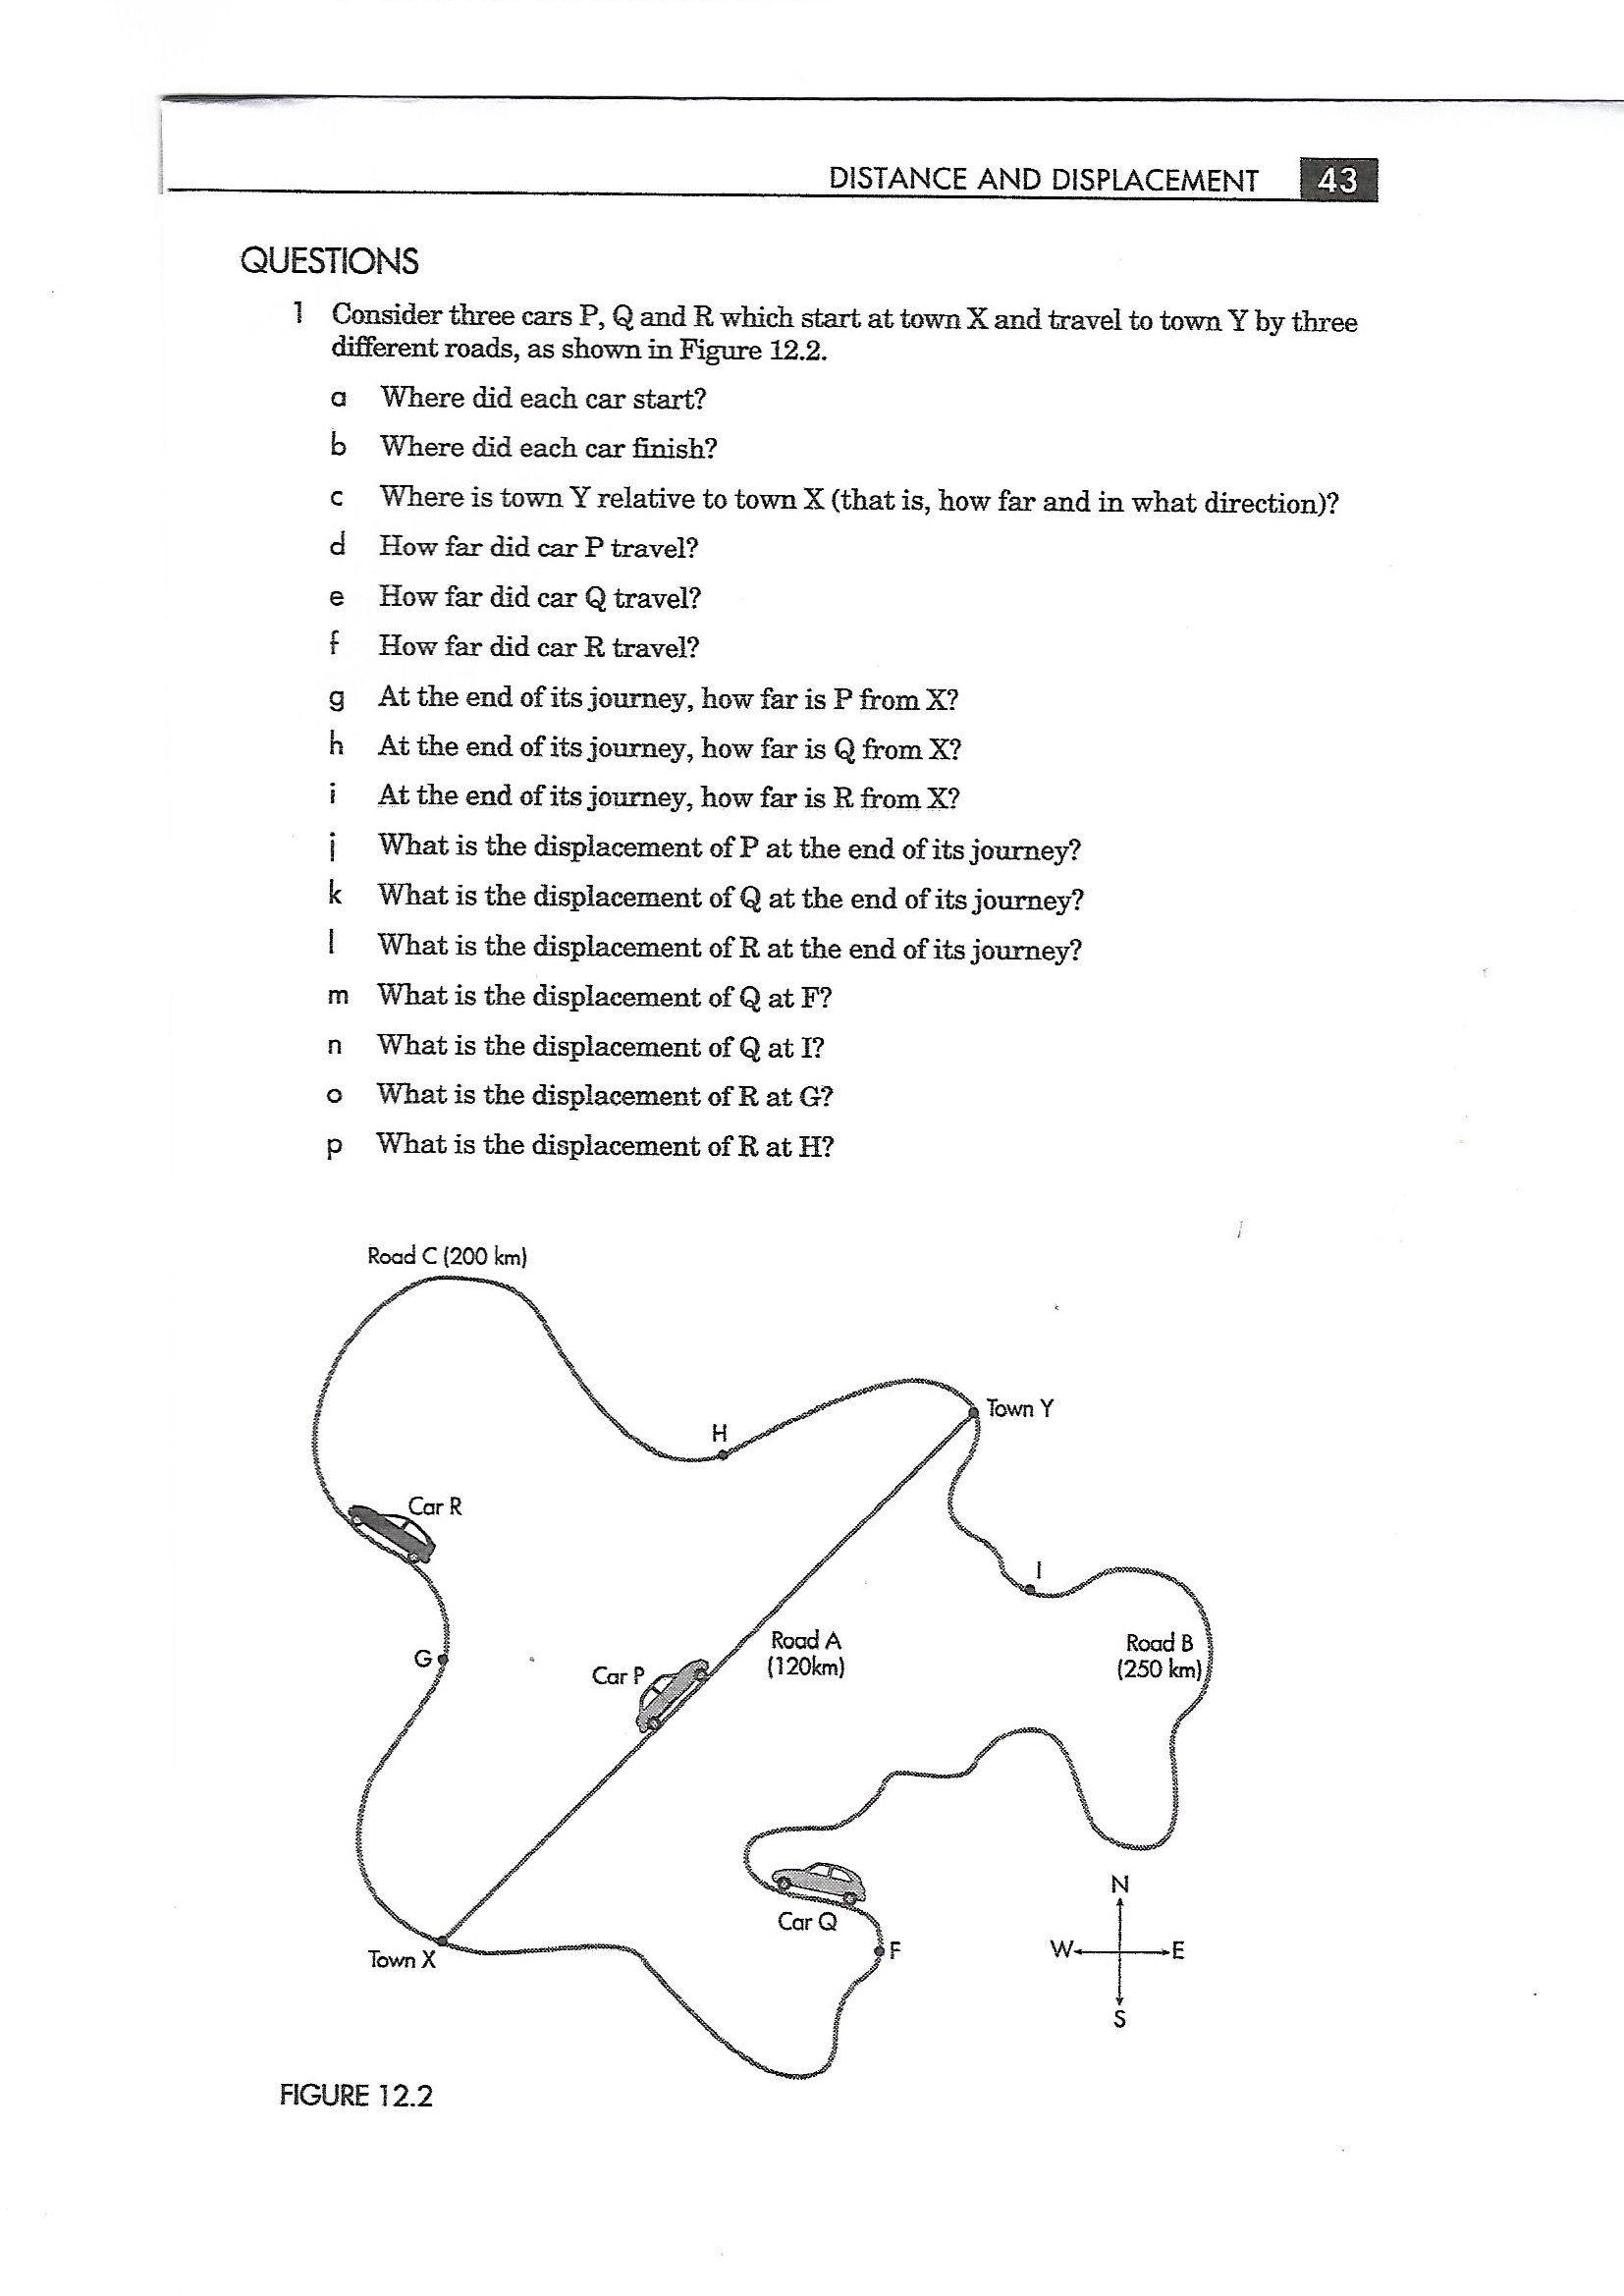 DISTANCE AND DISPLACEMENT 43
QUESTIONS
1 Consider three cars P, Q and R which start at town X and travel to town Y by three
different roads, as shown in Figure 12.2.
a Where did each car start?
b Where did each car finish?
c Where is town Y relative to town X (that is, how far and in what direction)?
d How far did car P travel?
e How far did car Q travel?
f How far did car R travel?
g At the end of its journey, how far is P from X?
h At the end of its journey, how far is Q from X?
i At the end of its journey, how far is R from X?
j What is the displacement of P at the end of its journey?
k What is the displacement of Q at the end of its journey?
l What is the displacement of R at the end of its journey?
m What is the displacement of Q at F?
n What is the displacement of Q at I?
o What is the displacement of R at G?
p What is the displacement of R at H?
Road C (200 km)
Town Y
H
Car R
I
Road A
(120km)
Road B
(250 km)
G
Car P
N
Car Q
W E
F
Town X
S
FIGURE 12.2